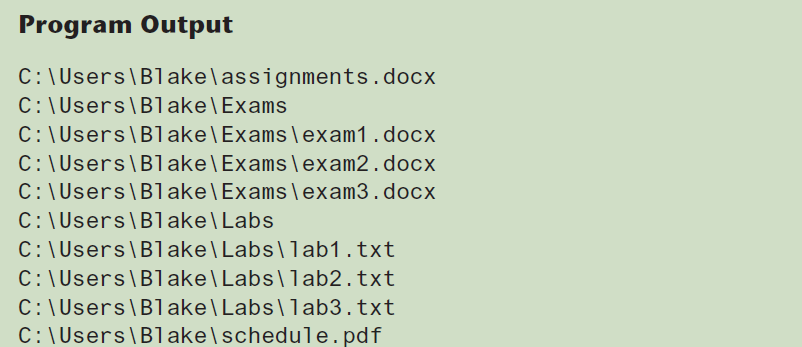 Program Output
C:\Users\Blake\assignments.docx
C:\Users\Blake\Exams
C:\Users\Blake\Exams\exam1.docx
C:\Users\Blake\Exams\exam2.docx
C:\Users\Blake\Exams\exam3.docx
C:\Users\Blake\Labs
C:\Users\Blake\Labs\lab1.txt
C:\Users\Blake\Labs\lab2.txt
C:\Users\Blake\Labs\lab3.txt
C:\Users\Blake\schedule.pdf